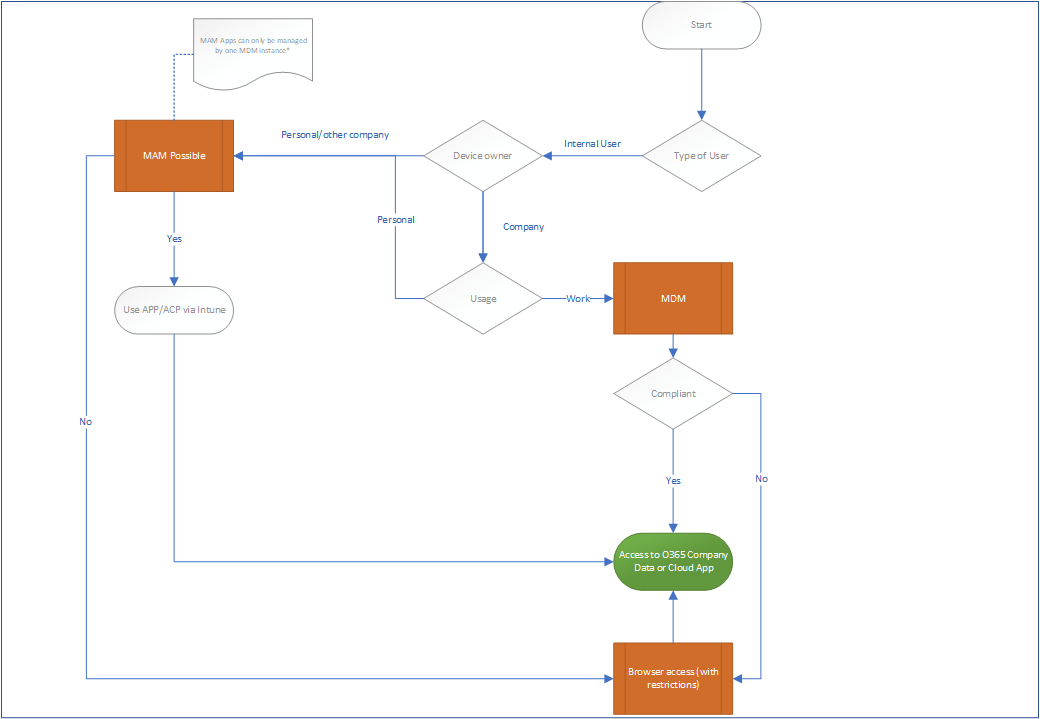 Start
MAM Apps can only be managed
by one MDM instance*
Personal/other company
Internal User
MAM Possible
Device owner
Type of User
Personal
Company
Yes
Usage
Work
MDM
Use APP/ACP via Intune
Compliant
No
Yes
No
Access to O365 Company
Data or Cloud App
Browser access (with
restrictions)